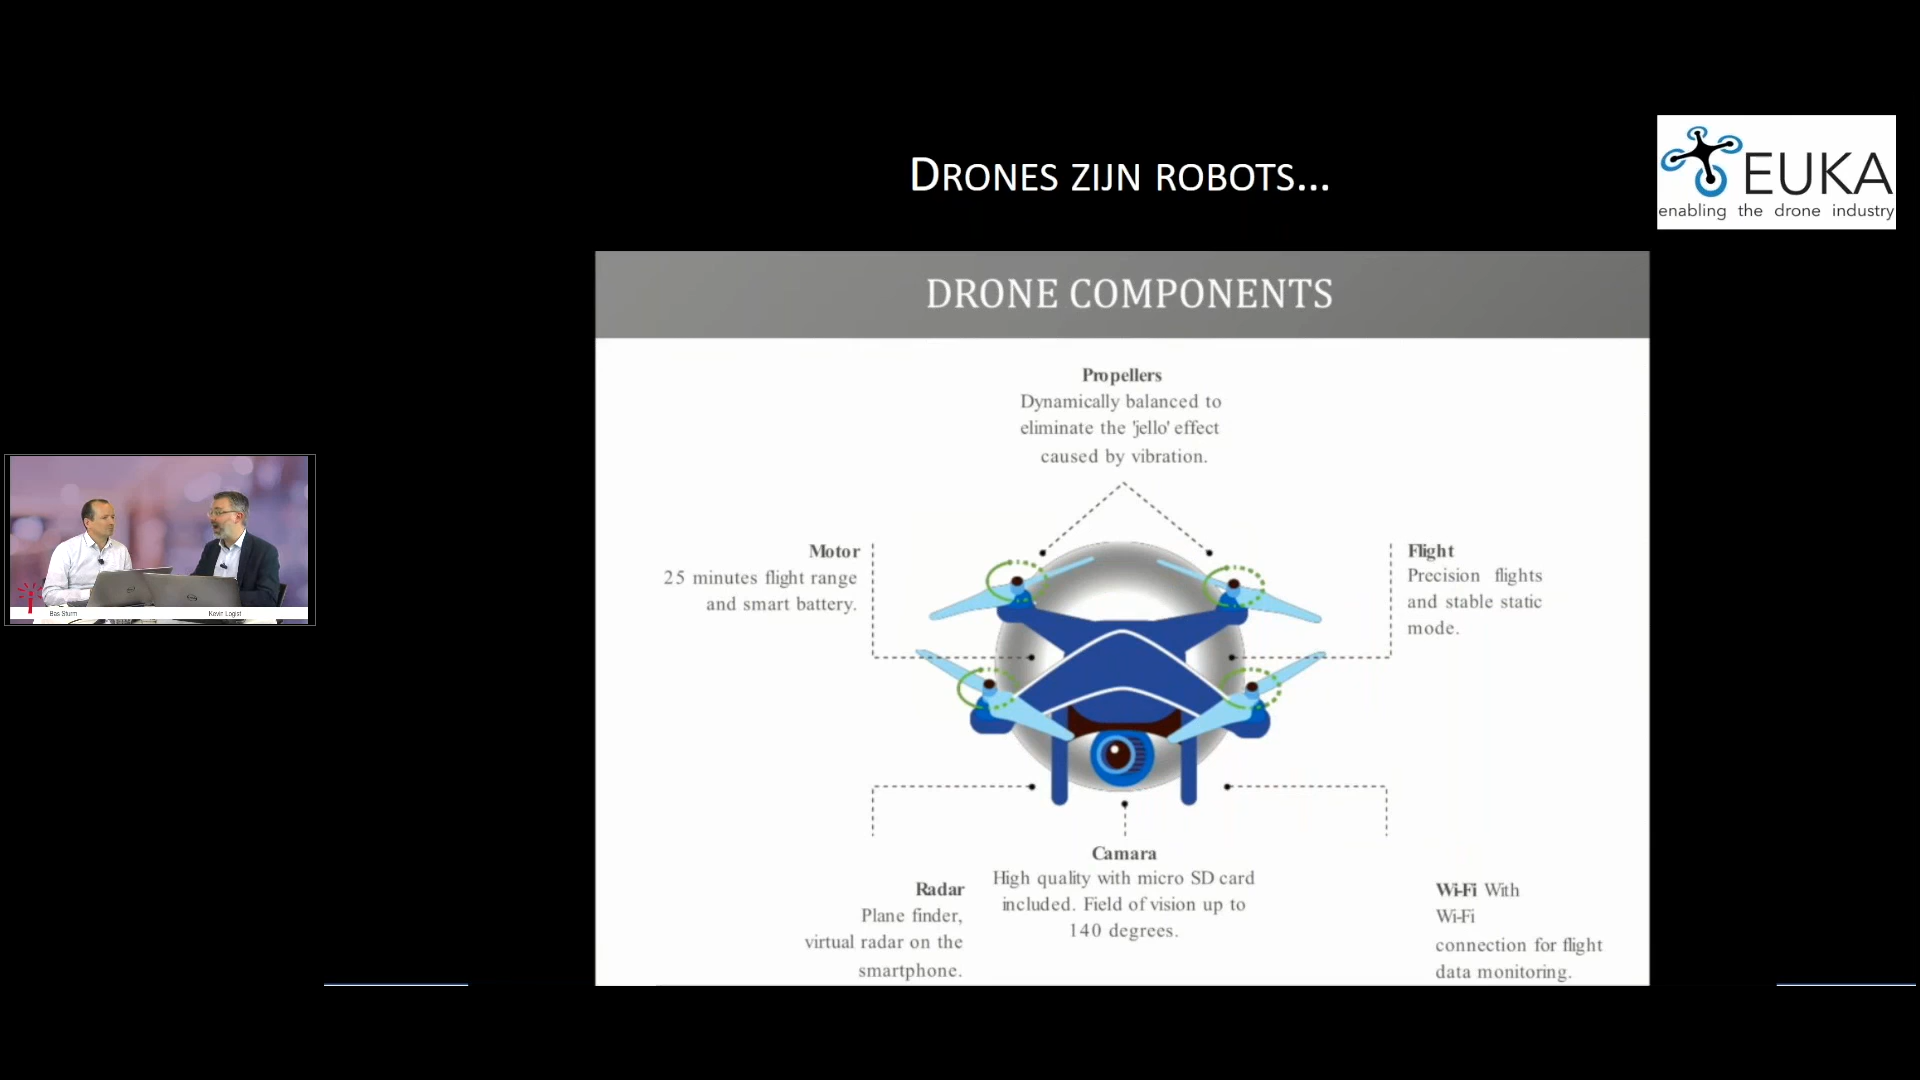 DRONES ZIJN ROBOTS...
EUKA
enabling the drone industry
DRONE COMPONENTS
Propellers
Dynamically balanced to
eliminate the 'jello' effect
caused by vibration.
Motor
25 minutes flight range
and smart battery.
Flight
Precision flights
and stable static
mode.
Bas Sturm
Kevin Logist
Camara
High quality with micro SD card
included. Field of vision up to
140 degrees.
Radar
Plane finder,
virtual radar on the
smartphone.
Wi-Fi With
Wi-Fi
connection for flight
data monitoring.